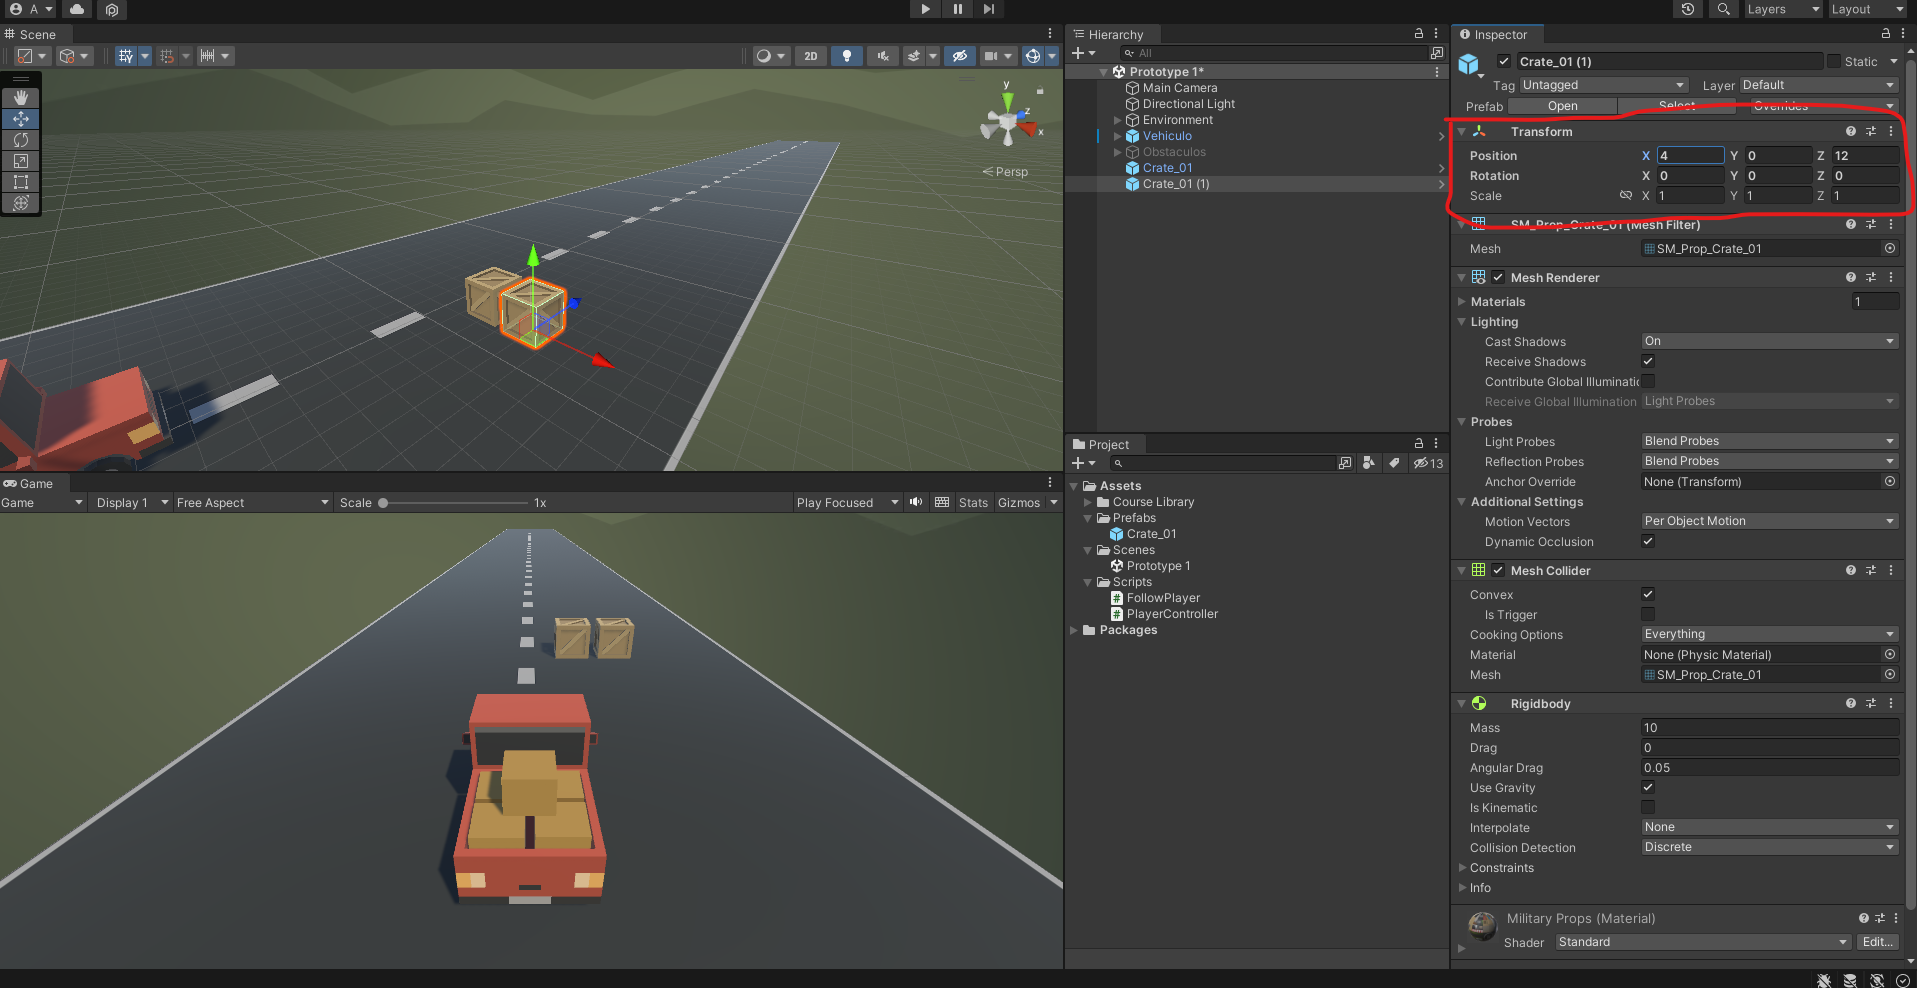 A
Layers
Layout
Scene
2D
y
z
x
Persp
Game
Game
Display 1
Free Aspect
Scale
1x
Play Focused
Stats
Gizmos
Hierarchy
All
Prototype 1*
Main Camera
Directional Light
Environment
Vehiculo
Obstaculos
Crate_01
Crate_01 (1)
Project
13
Assets
Course Library
Prefabs
Crate_01
Scenes
Prototype 1
Scripts
FollowPlayer
PlayerController
Packages
Inspector
Crate_01 (1)
Static
Tag Untagged Layer Default
Prefab Open Select Overrides
Transform
Position X 4 Y 0 Z 12
Rotation X 0 Y 0 Z 0
Scale X 1 Y 1 Z 1
SM_Prop_Crate_01 (Mesh Filter)
Mesh SM_Prop_Crate_01
Mesh Renderer
Materials 1
Lighting
Cast Shadows On
Receive Shadows
Contribute Global Illuminatic
Receive Global Illumination Light Probes
Probes
Light Probes Blend Probes
Reflection Probes Blend Probes
Anchor Override None (Transform)
Additional Settings
Motion Vectors Per Object Motion
Dynamic Occlusion
Mesh Collider
Convex
Is Trigger
Cooking Options Everything
Material None (Physic Material)
Mesh SM_Prop_Crate_01
Rigidbody
Mass 10
Drag 0
Angular Drag 0.05
Use Gravity
Is Kinematic
Interpolate None
Collision Detection Discrete
Constraints
Info
Military Props (Material)
Shader Standard Edit...